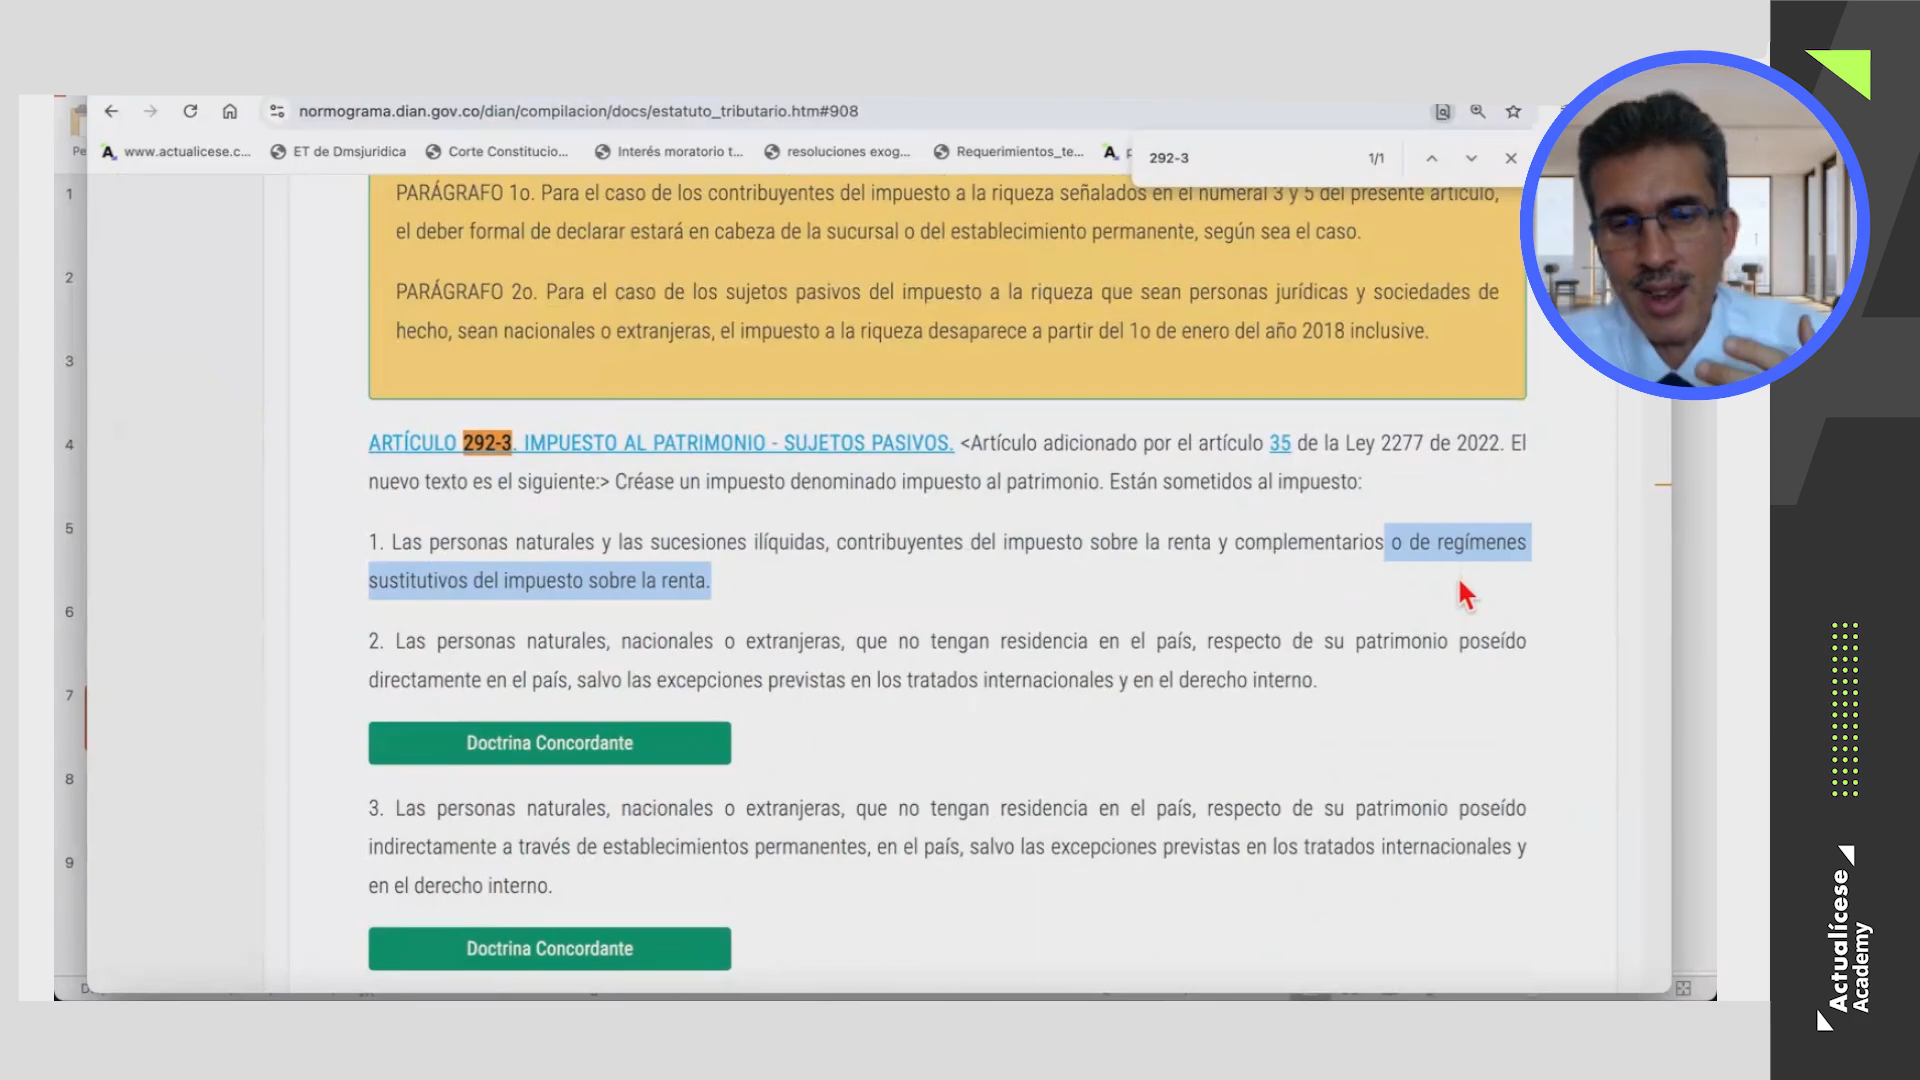 normograma.dian.gov.co/dian/compilacion/docs/estatuto_tributario.htm#908
Pe
www.actualicese.c...
ET de Dmsjuridica
Corte Constitucio...
Interés moratorio t...
resoluciones exog...
Requerimientos_te...
292-3
1/1
1
2
3
4
5
6
7
8
9
PARÁGRAFO 1o. Para el caso de los contribuyentes del impuesto a la riqueza señalados en el numeral 3 y 5 del presente artículo,
el deber formal de declarar estará en cabeza de la sucursal o del establecimiento permanente, según sea el caso.
PARÁGRAFO 2o. Para el caso de los sujetos pasivos del impuesto a la riqueza que sean personas jurídicas y sociedades de
hecho, sean nacionales o extranjeras, el impuesto a la riqueza desaparece a partir del 1o de enero del año 2018 inclusive.
ARTÍCULO 292-3. IMPUESTO AL PATRIMONIO - SUJETOS PASIVOS. <Artículo adicionado por el artículo 35 de la Ley 2277 de 2022. El
nuevo texto es el siguiente:> Créase un impuesto denominado impuesto al patrimonio. Están sometidos al impuesto:
1. Las personas naturales y las sucesiones ilíquidas, contribuyentes del impuesto sobre la renta y complementarios o de regímenes
sustitutivos del impuesto sobre la renta.
2. Las personas naturales, nacionales o extranjeras, que no tengan residencia en el país, respecto de su patrimonio poseído
directamente en el país, salvo las excepciones previstas en los tratados internacionales y en el derecho interno.
Doctrina Concordante
3. Las personas naturales, nacionales o extranjeras, que no tengan residencia en el país, respecto de su patrimonio poseído
indirectamente a través de establecimientos permanentes, en el país, salvo las excepciones previstas en los tratados internacionales y
en el derecho interno.
Doctrina Concordante
Actualícese
Academy